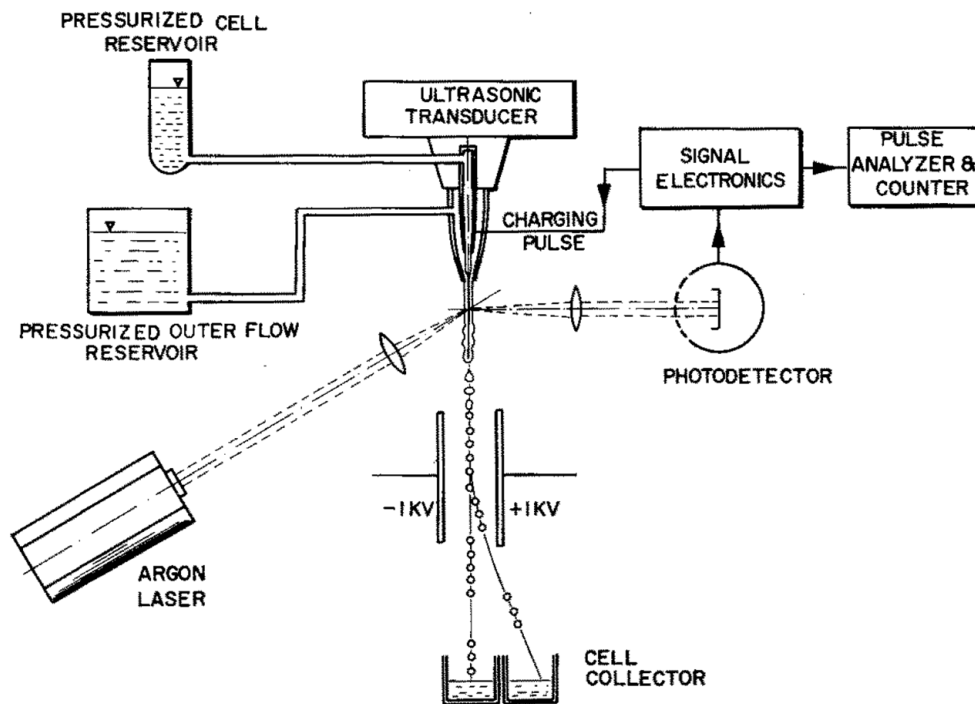 PRESSURIZED CELL
RESERVOIR
ULTRASONIC
TRANSDUCER
SIGNAL
ELECTRONICS
PULSE
ANALYZER &
COUNTER
CHARGING
PULSE
PRESSURIZED OUTER FLOW
RESERVOIR
PHOTODETECTOR
-1KV
+1KV
ARGON
LASER
CELL
COLLECTOR